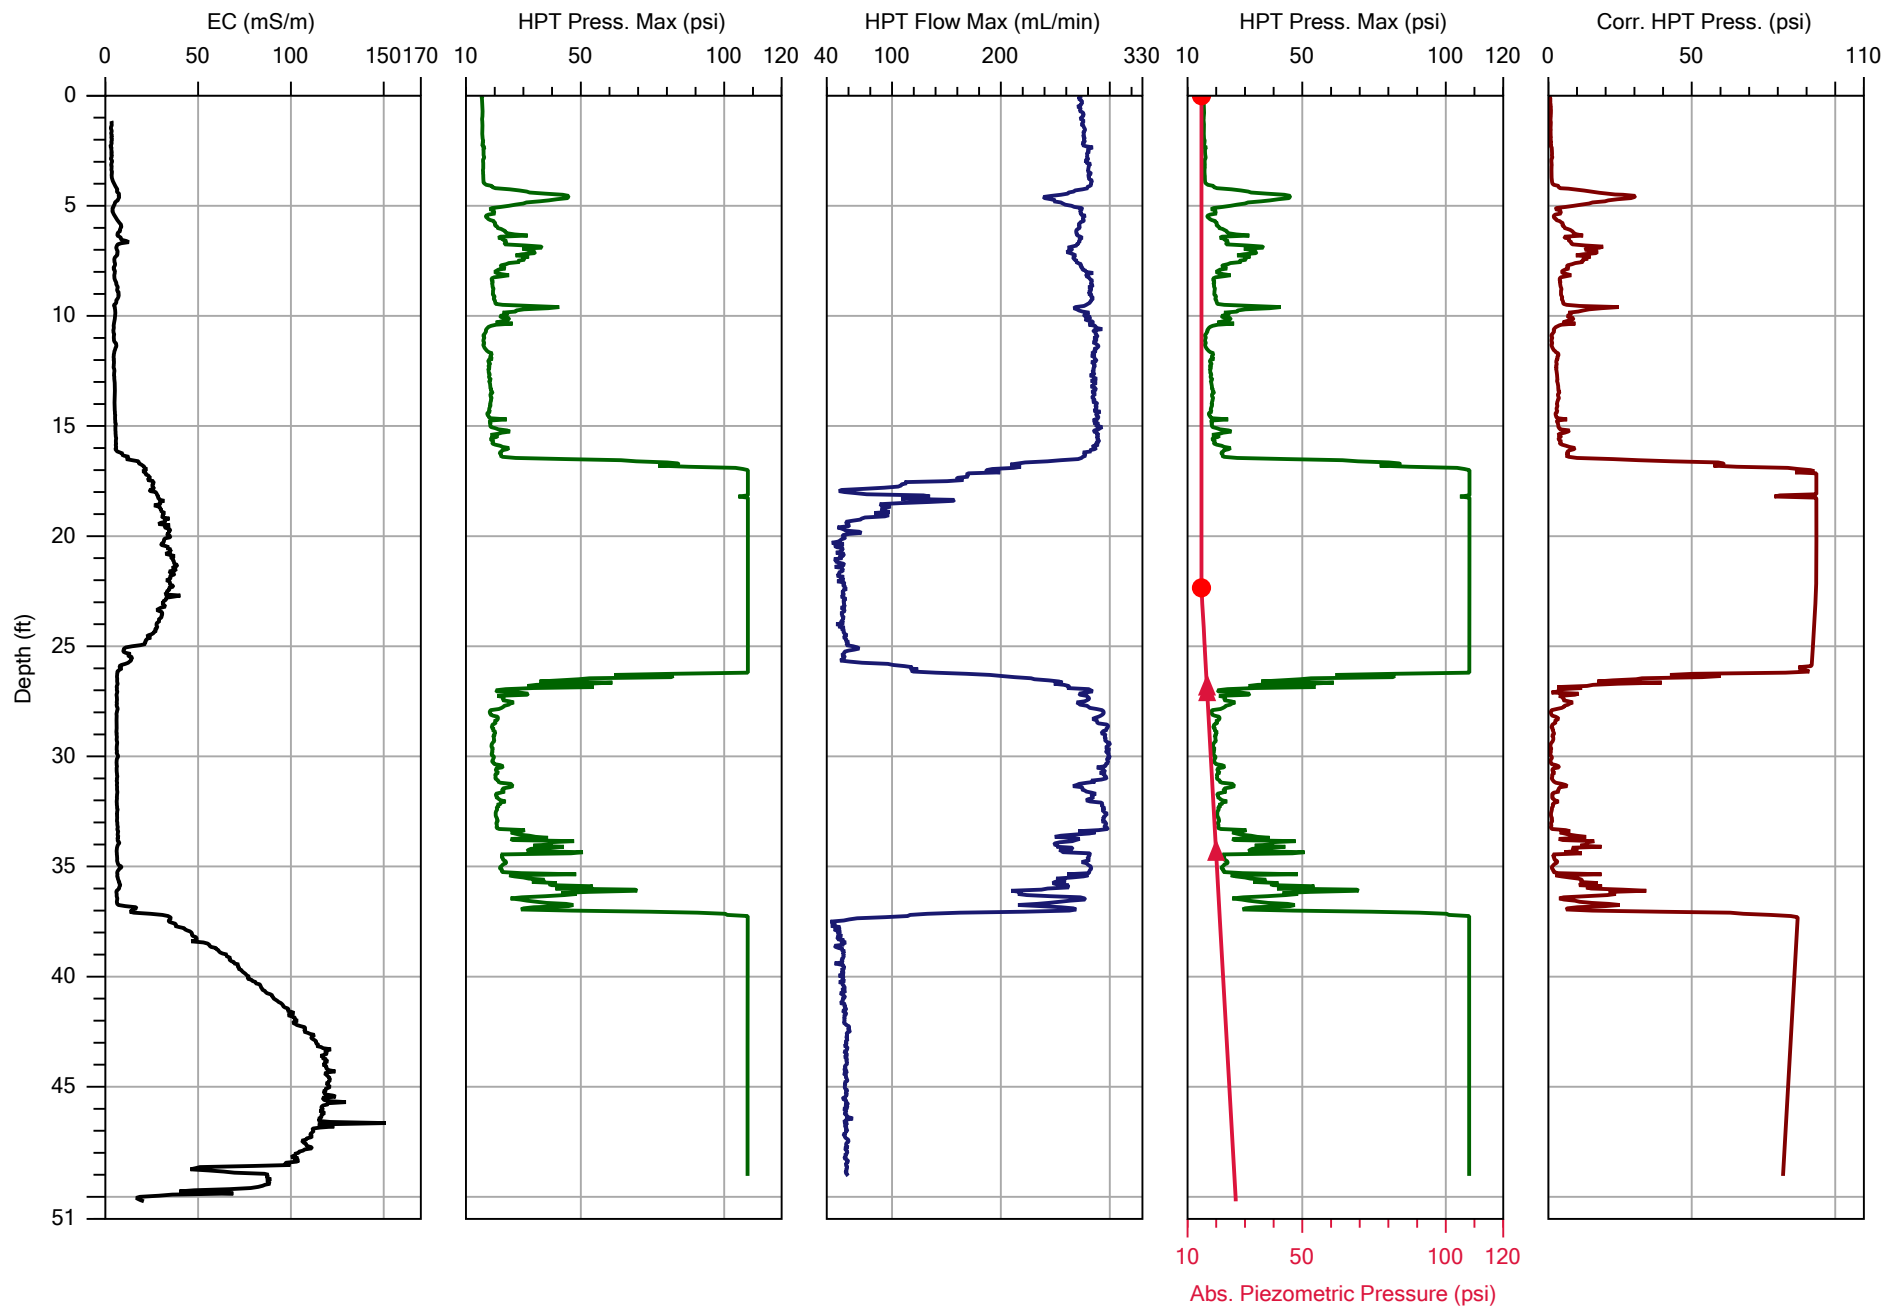 EC (mS/m) HPT Press. Max (psi) HPT Flow Max (mL/min) HPT Press. Max (psi) Corr. HPT Press. (psi)
0 50 100 150 170 10 50 120 40 100 200 330 10 50 100 120 0 50 110
0
5
10
15
20
25
30
35
40
45
51
Depth (ft)
10 50 100 120
Abs. Piezometric Pressure (psi)